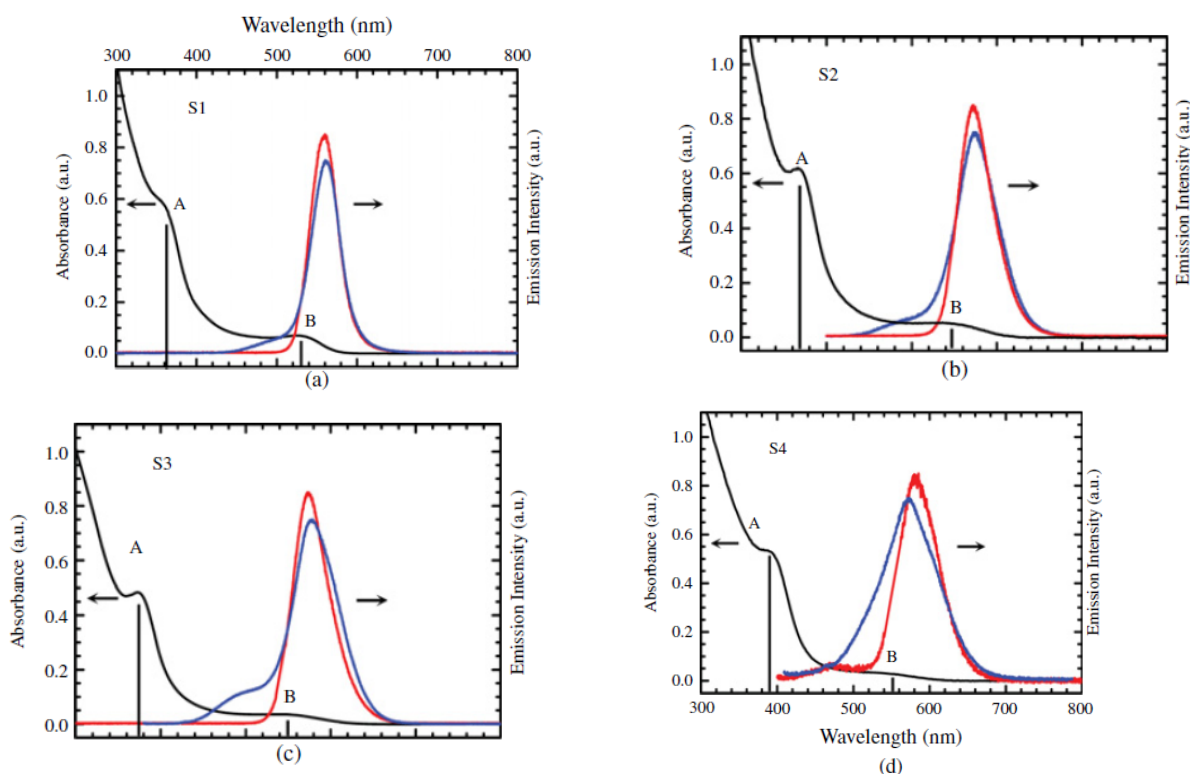 Wavelength (nm)
300 400 500 600 700 800
S1
A
B
1.0
0.8
0.6
0.4
0.2
0.0
Absorbance (a.u.)
Emission Intensity (a.u.)
(a)
S2
A
B
1.0
0.8
0.6
0.4
0.2
0.0
Absorbance (a.u.)
Emission Intensity (a.u.)
(b)
S3
A
B
1.0
0.8
0.6
0.4
0.2
0.0
Absorbance (a.u.)
Emission Intensity (a.u.)
(c)
S4
A
B
1.0
0.8
0.6
0.4
0.2
0.0
Absorbance (a.u.)
Emission Intensity (a.u.)
300 400 500 600 700 800
Wavelength (nm)
(d)